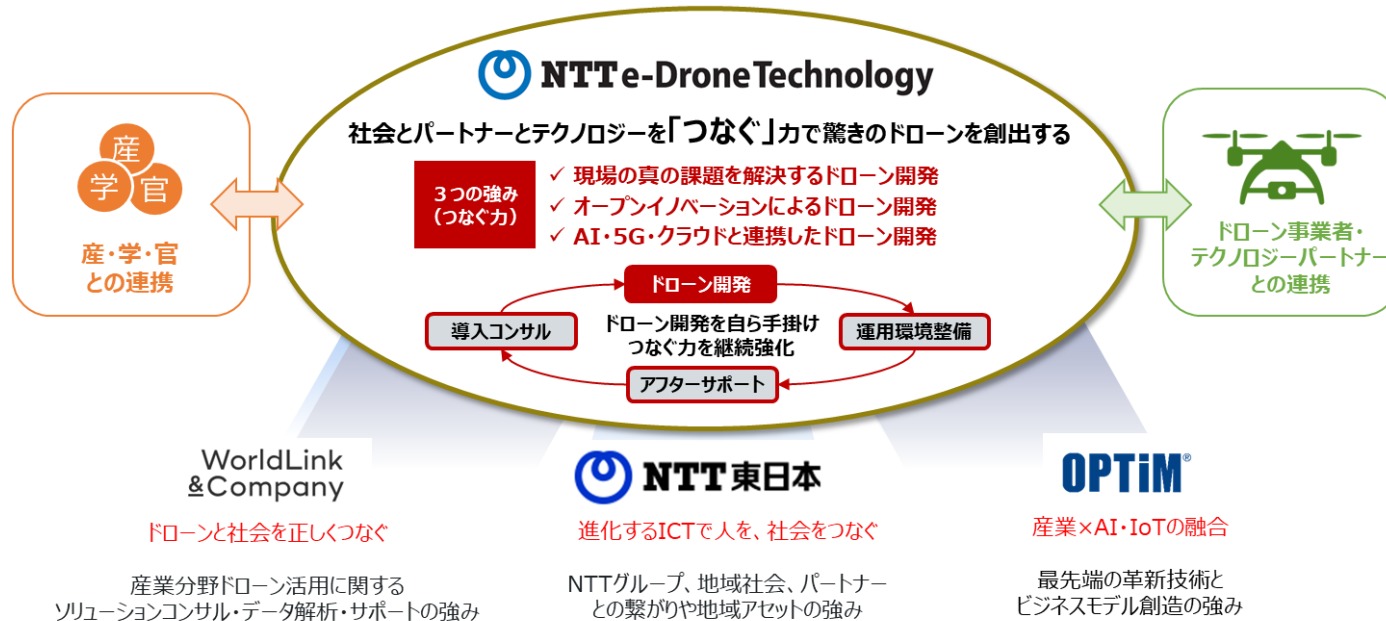 NTT e-Drone Technology
社会とパートナーとテクノロジーを「つなぐ」力で驚きのドローンを創出する
3つの強み
(つなぐ力)
✓ 現場の真の課題を解決するドローン開発
✓ オープンイノベーションによるドローン開発
✓ AI・5G・クラウドと連携したドローン開発
産
学
官
産・学・官
との連携
ドローン事業者・
テクノロジーパートナー
との連携
ドローン開発
導入コンサル
ドローン開発を自ら手掛け
つなぐ力を継続強化
運用環境整備
アフターサポート
WorldLink
&Company
ドローンと社会を正しくつなぐ
産業分野ドローン活用に関する
ソリューションコンサル・データ解析・サポートの強み
NTT東日本
進化するICTで人を、社会をつなぐ
NTTグループ、地域社会、パートナー
との繋がりや地域アセットの強み
OPTiM®
産業×AI・IoTの融合
最先端の革新技術と
ビジネスモデル創造の強み